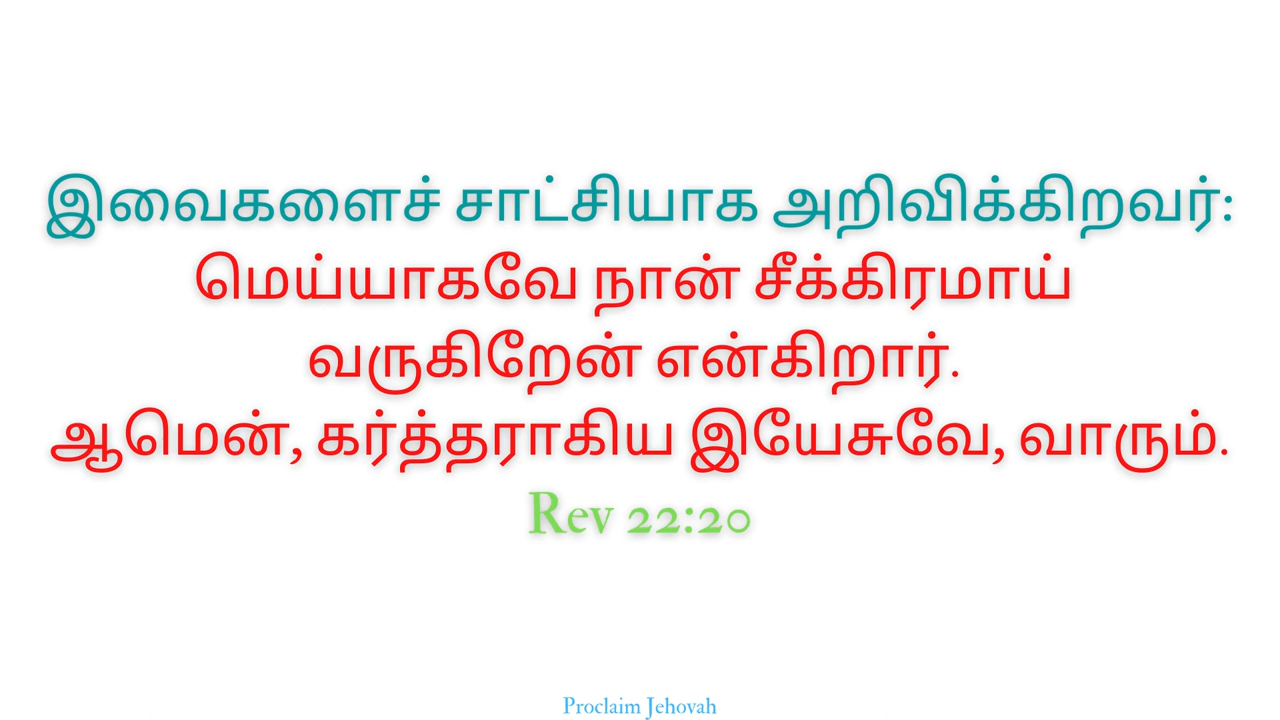 இவைகளைச் சாட்சியாக அறிவிக்கிறவர்:
மெய்யாகவே நான் சீக்கிரமாய்
வருகிறேன் என்கிறார்.
ஆமென், கர்த்தராகிய இயேசுவே, வாரும்.
Rev 22:20
Proclaim Jehovah